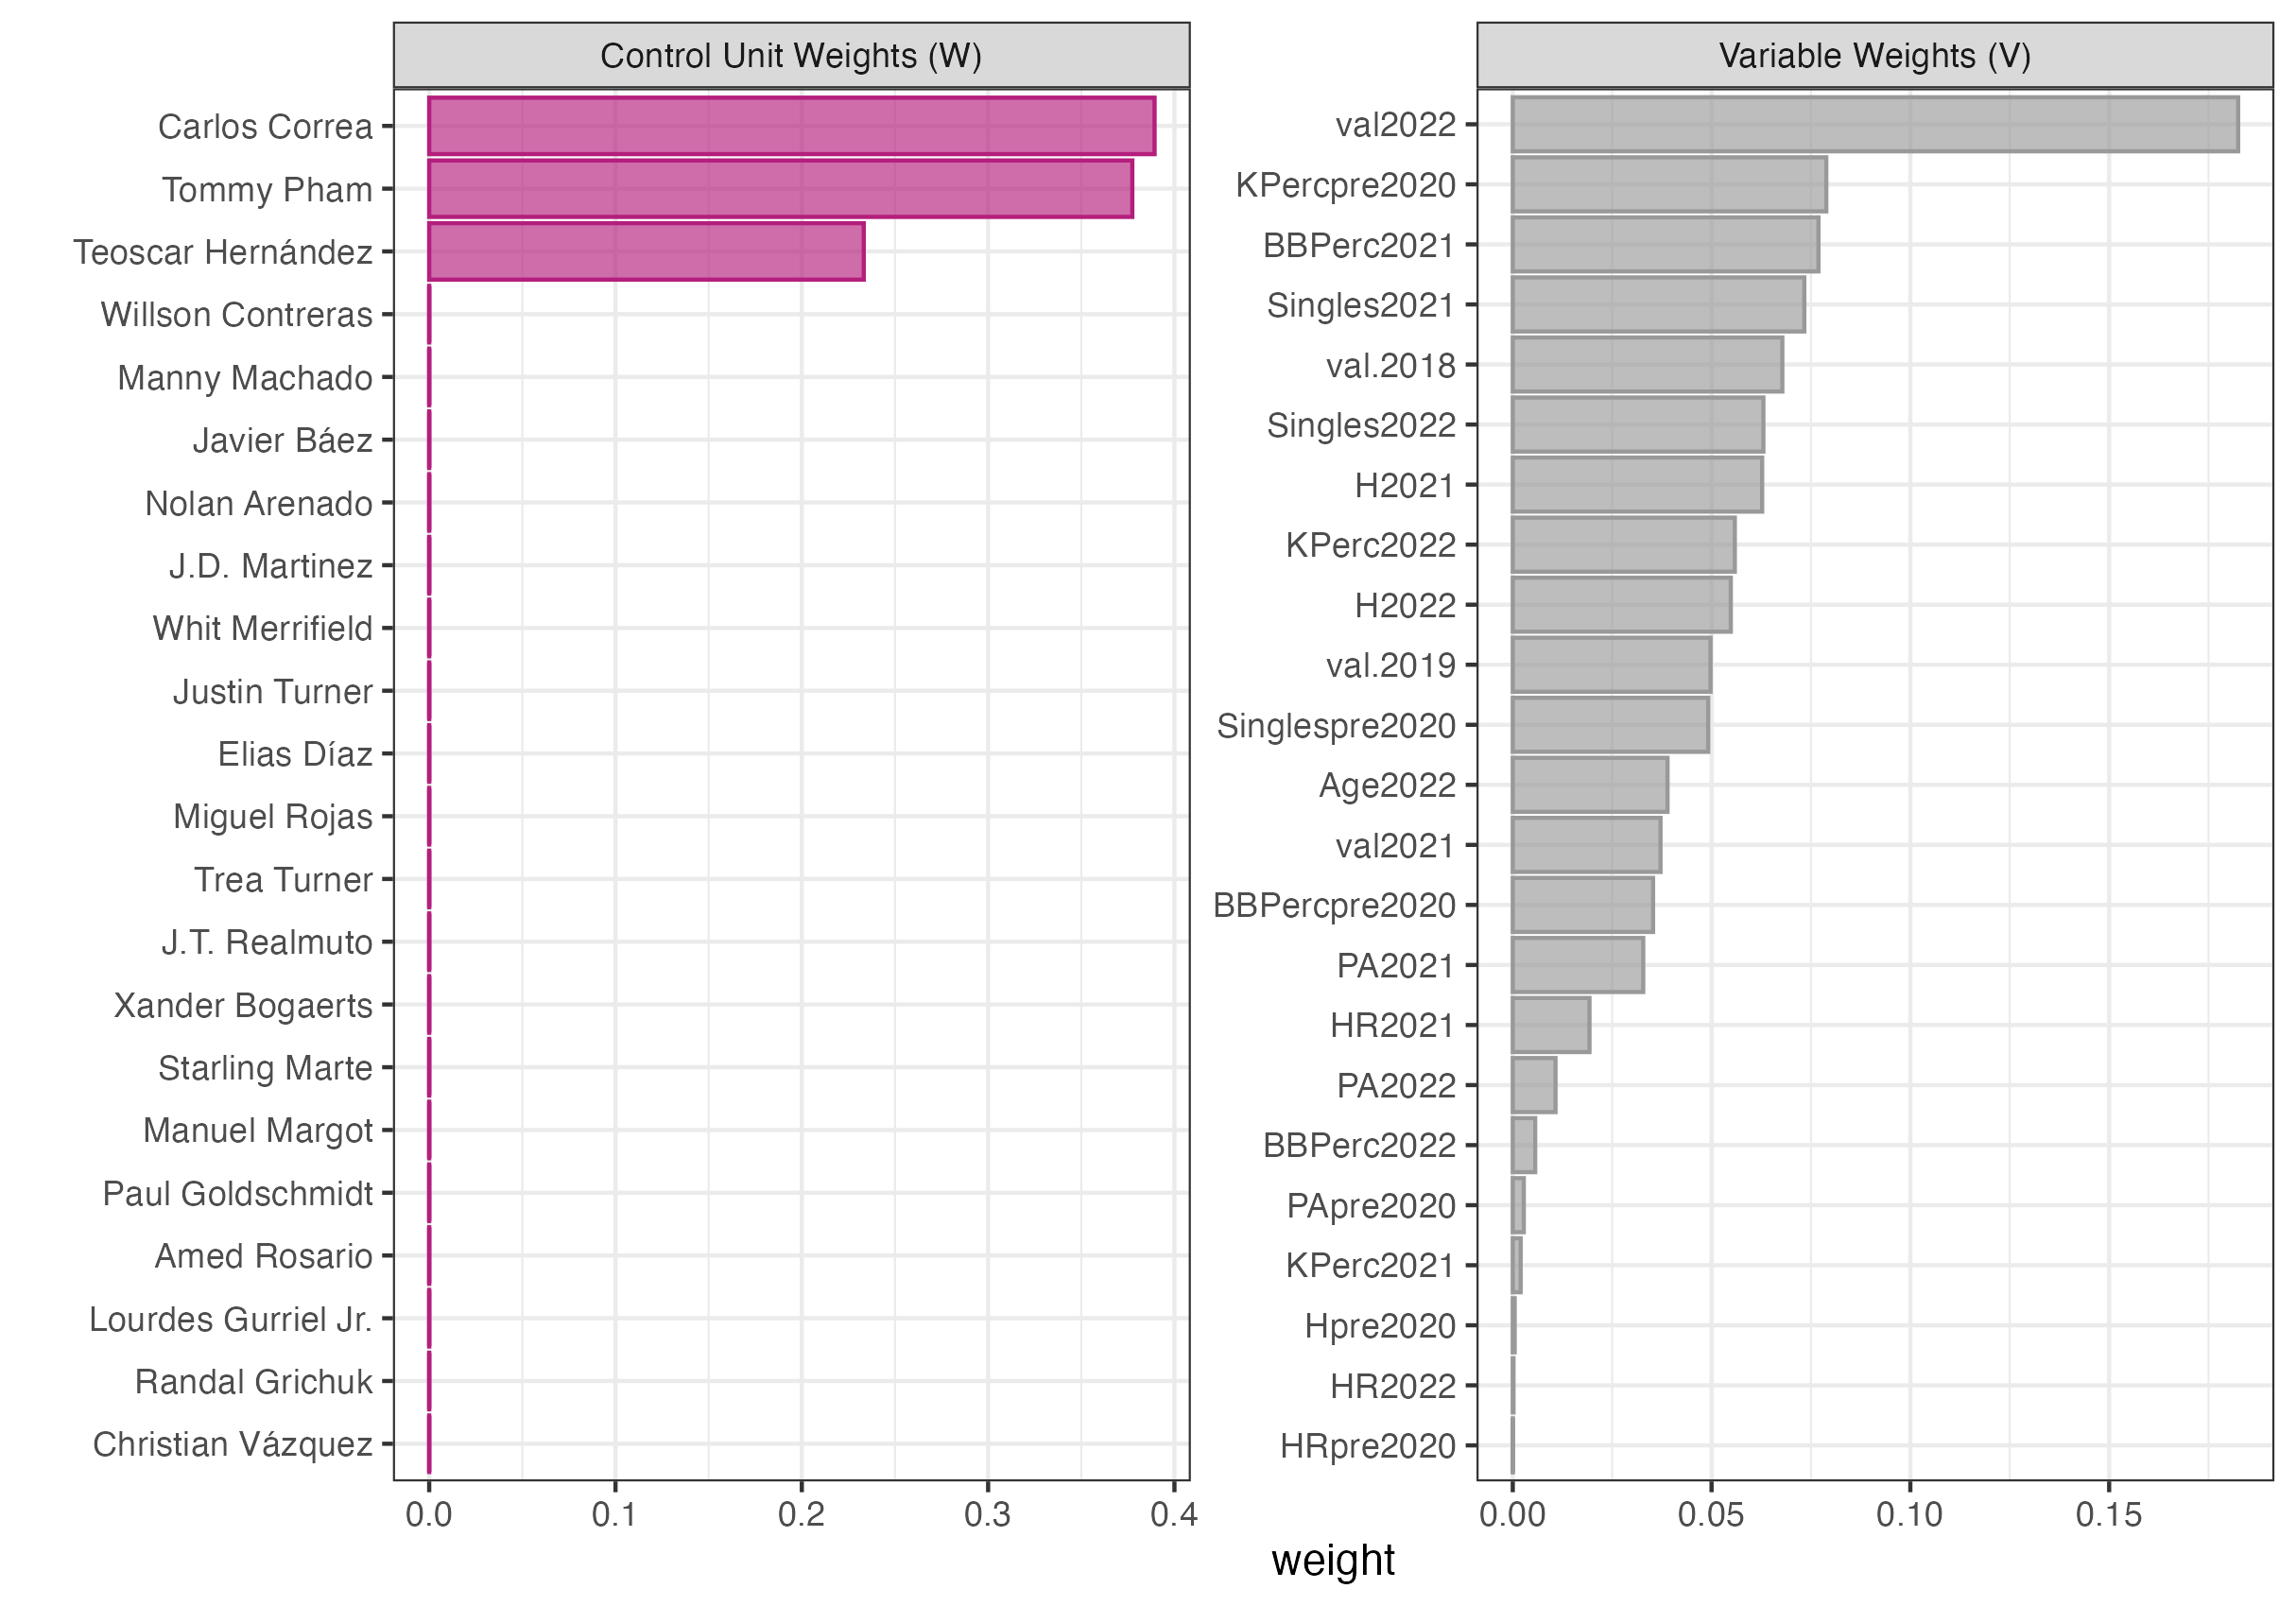 Control Unit Weights (W)
Carlos Correa
Tommy Pham
Teoscar Hernández
Willson Contreras
Manny Machado
Javier Báez
Nolan Arenado
J.D. Martinez
Whit Merrifield
Justin Turner
Elias Díaz
Miguel Rojas
Trea Turner
J.T. Realmuto
Xander Bogaerts
Starling Marte
Manuel Margot
Paul Goldschmidt
Amed Rosario
Lourdes Gurriel Jr.
Randal Grichuk
Christian Vázquez
0.0 0.1 0.2 0.3 0.4
Variable Weights (V)
val2022
KPercpre2020
BBPerc2021
Singles2021
val.2018
Singles2022
H2021
KPerc2022
H2022
val.2019
Singlespre2020
Age2022
val2021
BBPercpre2020
PA2021
HR2021
PA2022
BBPerc2022
PApre2020
KPerc2021
Hpre2020
HR2022
HRpre2020
0.00 0.05 0.10 0.15
weight